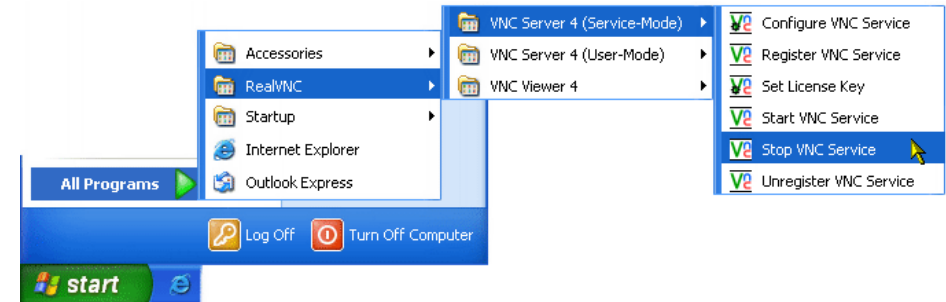 VNC Server 4 (Service-Mode)
VNC Server 4 (User-Mode)
VNC Viewer 4
Configure VNC Service
Register VNC Service
Set License Key
Start VNC Service
Stop VNC Service
Unregister VNC Service
Accessories
RealVNC
Startup
Internet Explorer
Outlook Express
All Programs
Log Off
Turn Off Computer
start